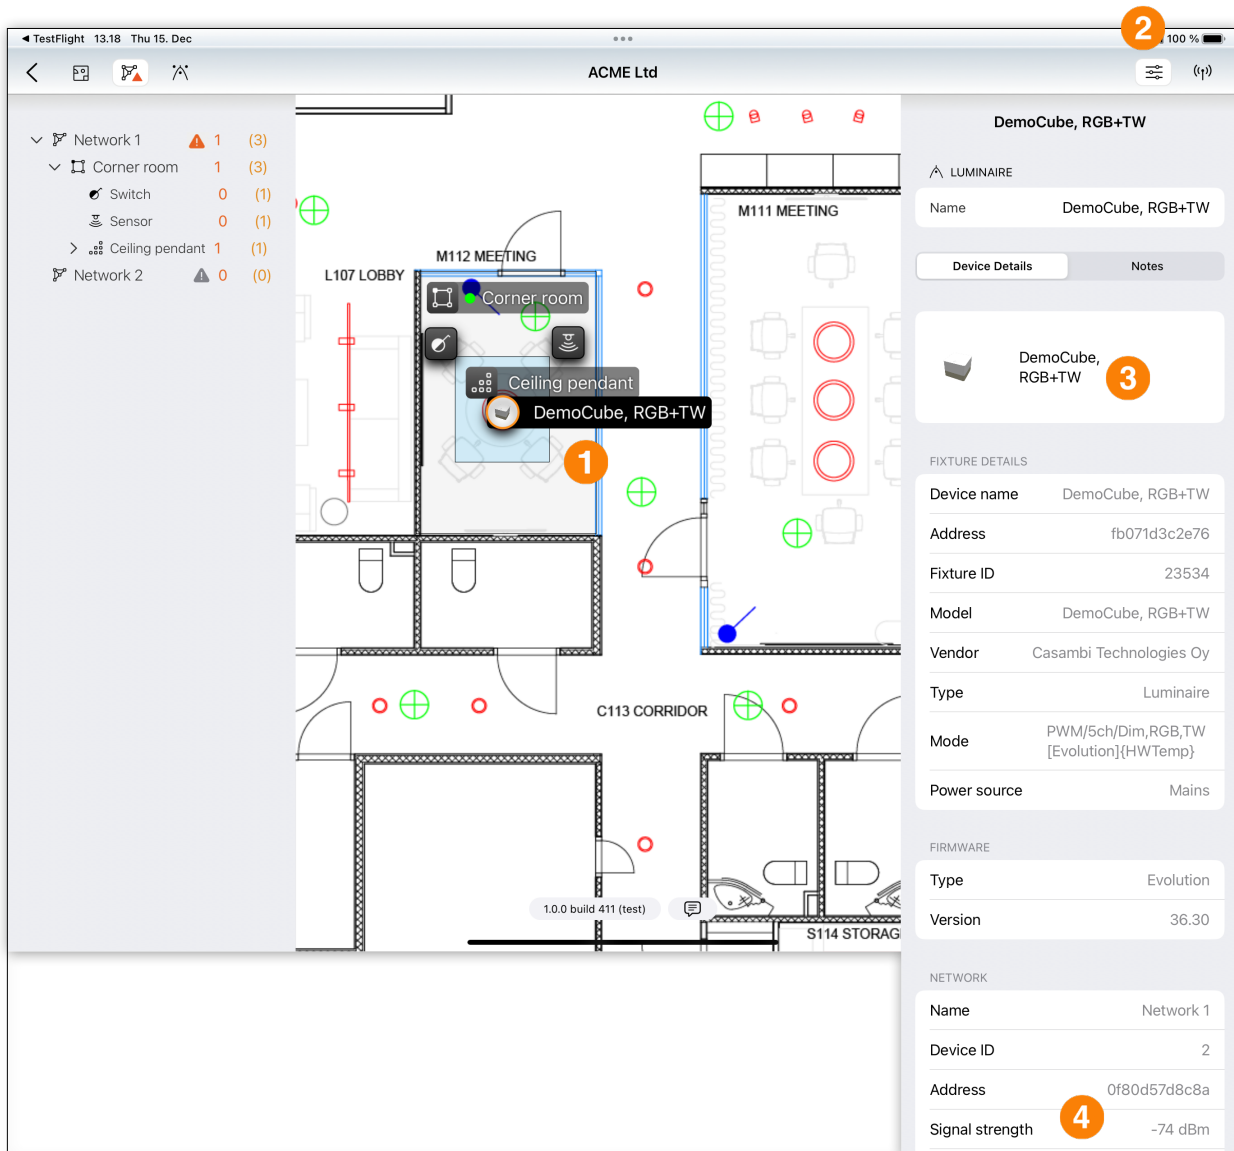 ◀ TestFlight 13.18 Thu 15. Dec
2
100 %
ACME Ltd
Network 1 1 (3)
Corner room 1 (3)
Switch 0 (1)
Sensor 0 (1)
Ceiling pendant 1 (1)
Network 2 0 (0)
M111 MEETING
M112 MEETING
L107 LOBBY
Corner room
Ceiling pendant
DemoCube, RGB+TW
1
C113 CORRIDOR
1.0.0 build 411 (test)
S114 STORAG
DemoCube, RGB+TW
LUMINAIRE
Name DemoCube, RGB+TW
Device Details Notes
DemoCube,
RGB+TW
3
FIXTURE DETAILS
Device name DemoCube, RGB+TW
Address fb071d3c2e76
Fixture ID 23534
Model DemoCube, RGB+TW
Vendor Casambi Technologies Oy
Type Luminaire
Mode PWM/5ch/Dim,RGB,TW
[Evolution]{HWTemp}
Power source Mains
FIRMWARE
Type Evolution
Version 36.30
NETWORK
Name Network 1
Device ID 2
Address 0f80d57d8c8a
4
Signal strength -74 dBm